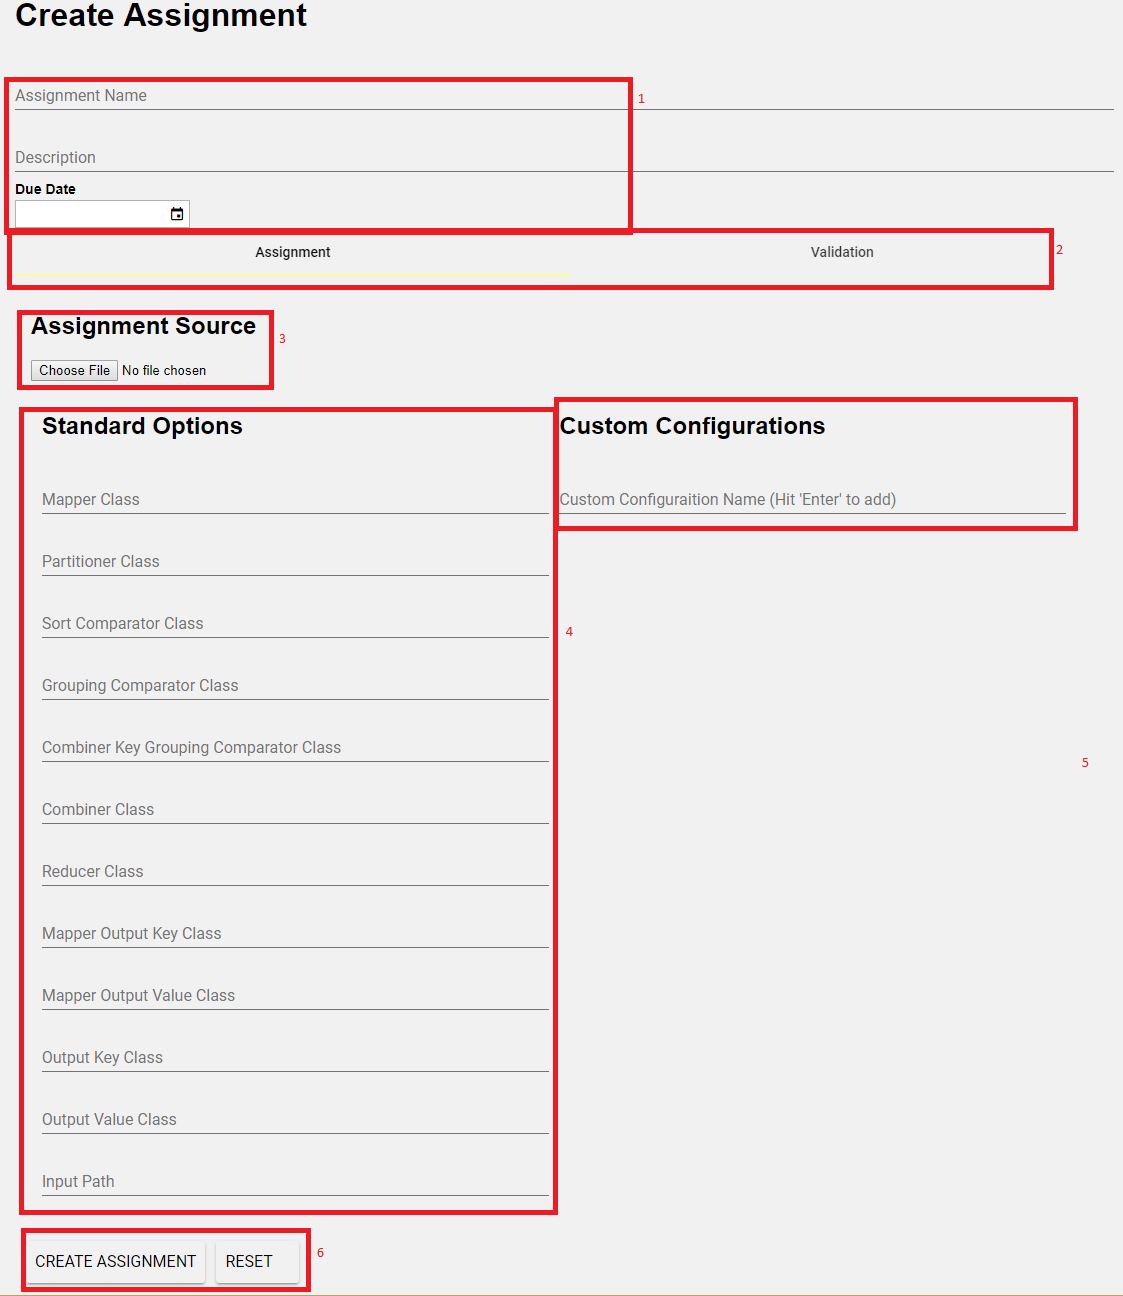 Create Assignment
Assignment Name
1
Description
Due Date
Assignment Validation
2
Assignment Source
3
Choose File No file chosen
Standard Options
Mapper Class
Partitioner Class
Sort Comparator Class
Grouping Comparator Class
Combiner Key Grouping Comparator Class
Combiner Class
Reducer Class
Mapper Output Key Class
Mapper Output Value Class
Output Key Class
Output Value Class
Input Path
4
Custom Configurations
Custom Configuraition Name (Hit 'Enter' to add)
5
CREATE ASSIGNMENT RESET
6